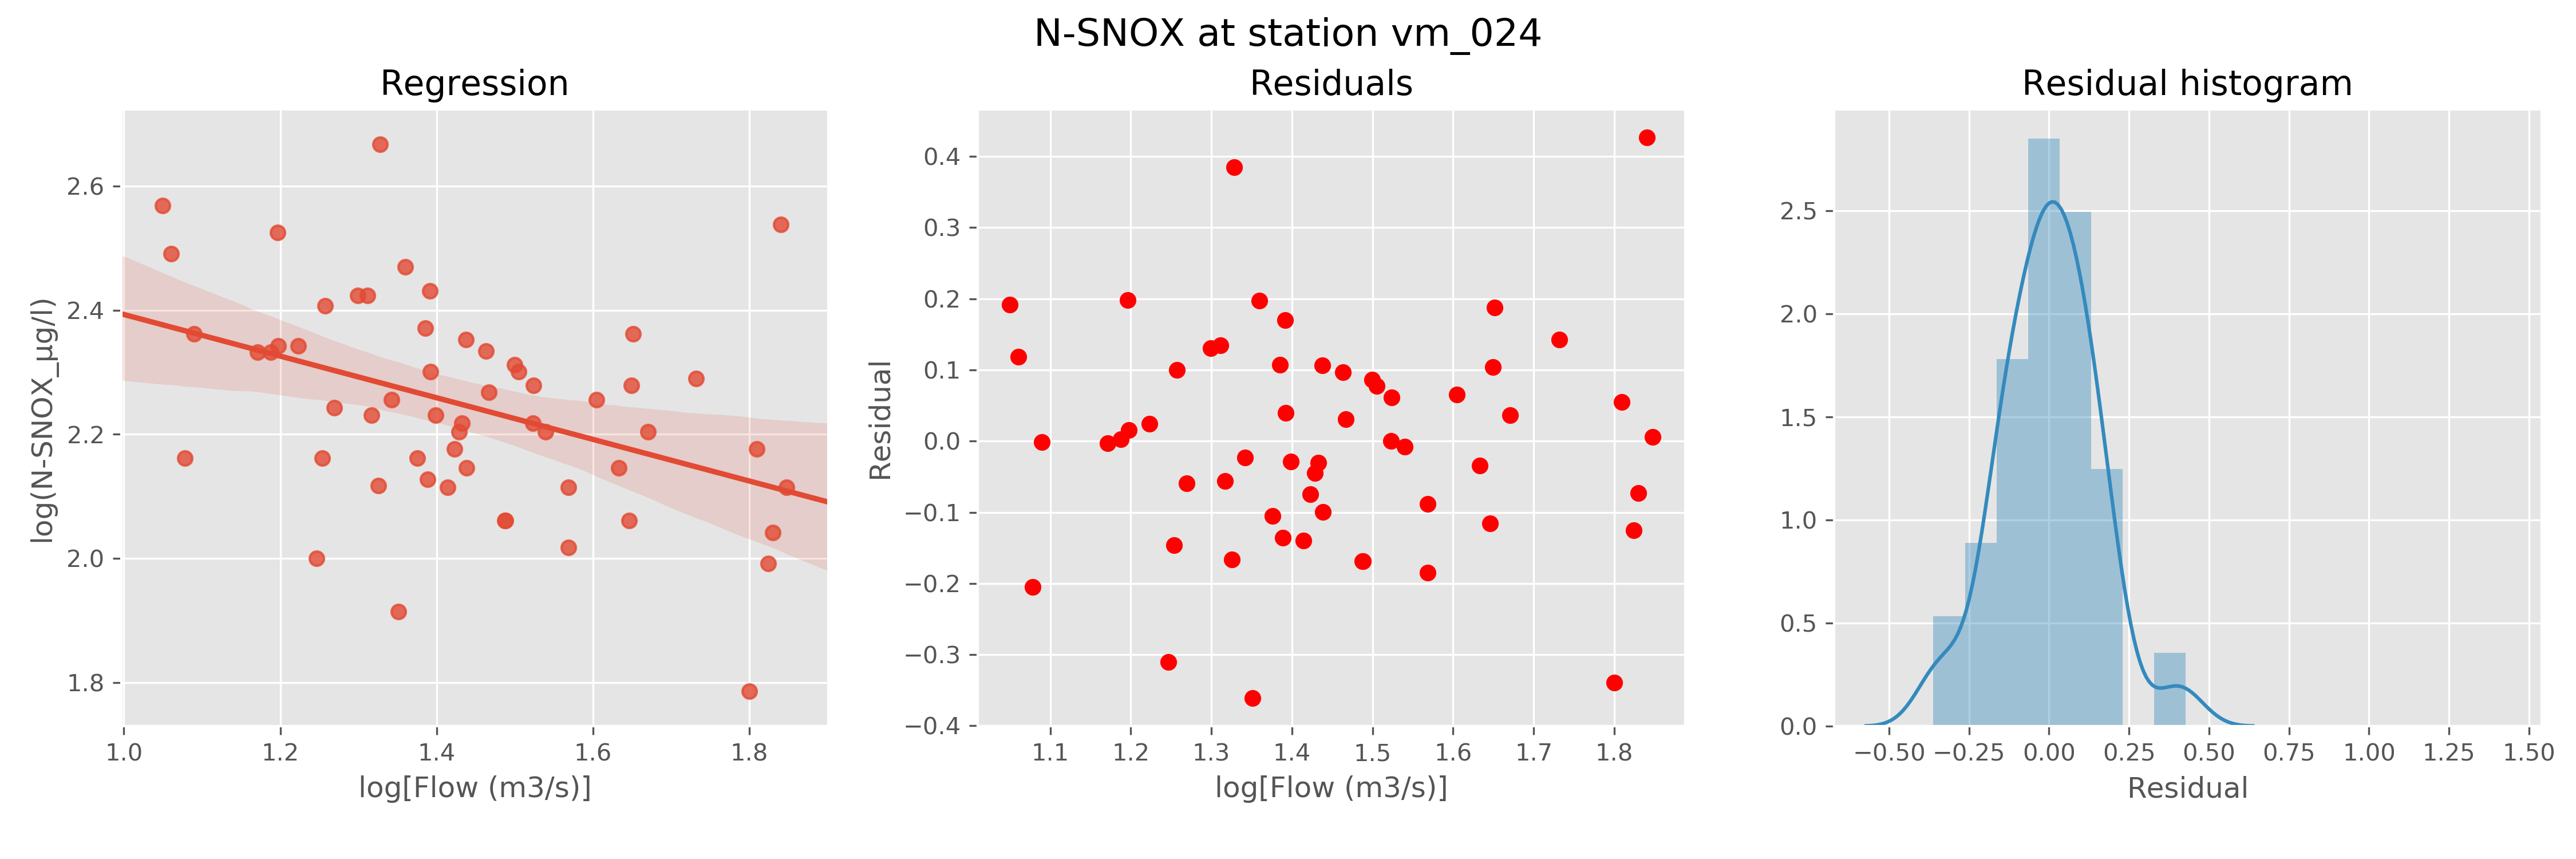 N-SNOX at station vm_024
Regression
Residuals
Residual histogram
log(N-SNOX_µg/l)
2.6
2.4
2.2
2.0
1.8
1.0 1.2 1.4 1.6 1.8
log[Flow (m3/s)]
Residual
0.4
0.3
0.2
0.1
0.0
−0.1
−0.2
−0.3
−0.4
1.1 1.2 1.3 1.4 1.5 1.6 1.7 1.8
log[Flow (m3/s)]
2.5
2.0
1.5
1.0
0.5
0.0
−0.50 −0.25 0.00 0.25 0.50 0.75 1.00 1.25 1.50
Residual